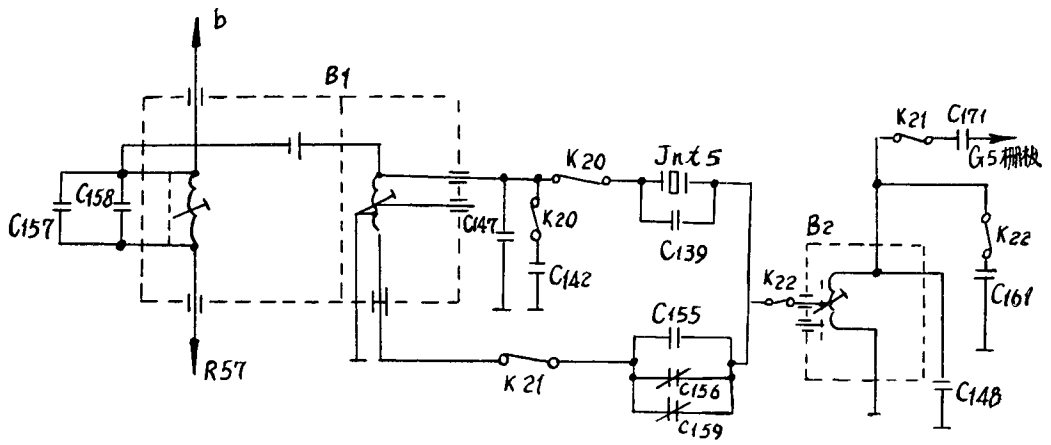 b
B1
K21
C171
G5栅极
K20
Jnt5
C158
C157
C147
K20
C139
C142
B2
K22
K22
C161
C155
K21
C156
C159
R57
C148